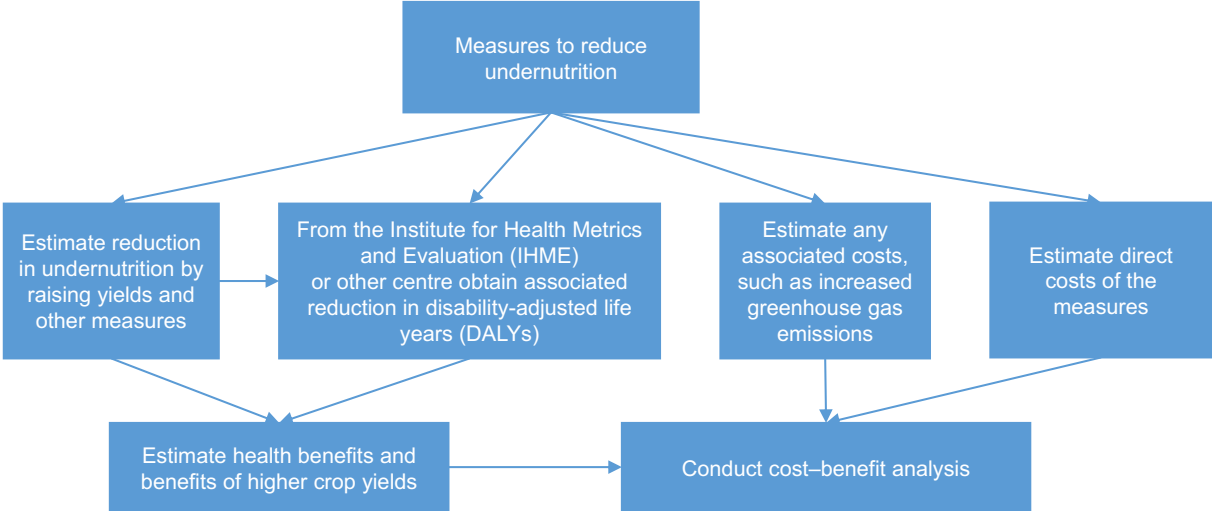 Measures to reduce
undernutrition
Estimate reduction
in undernutrition by
raising yields and
other measures
From the Institute for Health Metrics
and Evaluation (IHME)
or other centre obtain associated
reduction in disability-adjusted life
years (DALYs)
Estimate any
associated costs,
such as increased
greenhouse gas
emissions
Estimate direct
costs of the
measures
Estimate health benefits and
benefits of higher crop yields
Conduct cost–benefit analysis